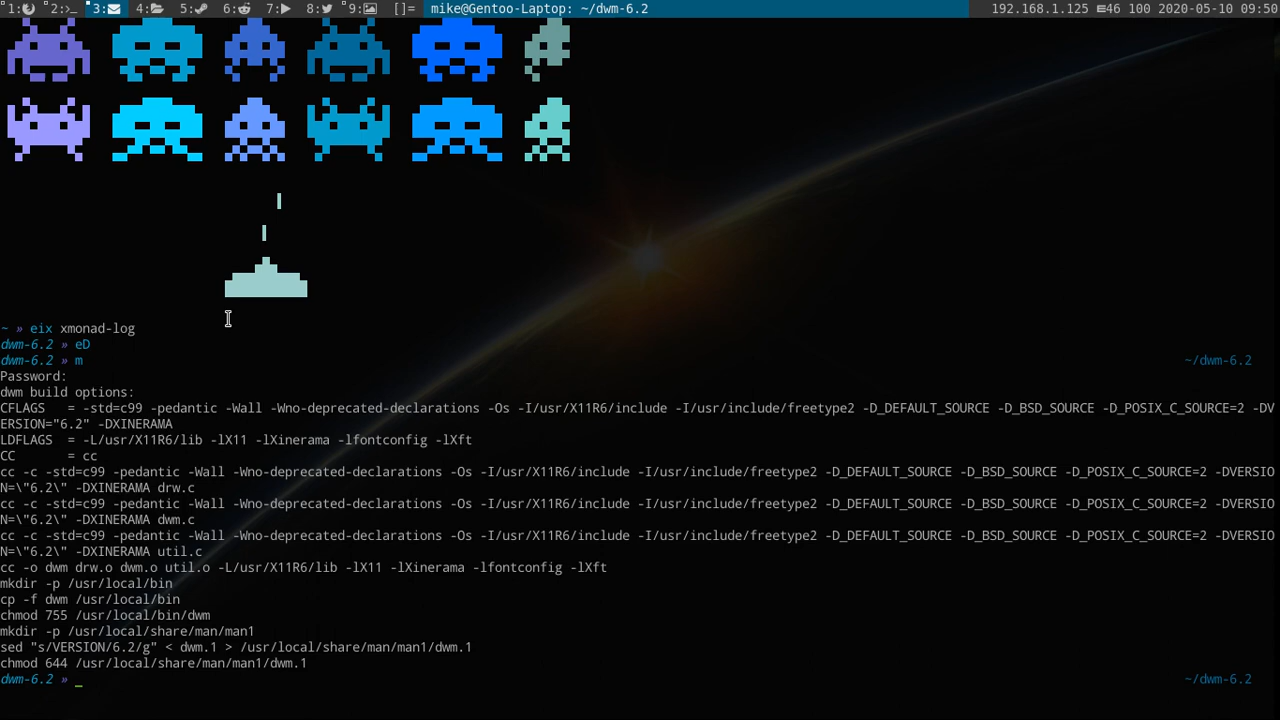 1: 2:>_ 3: 4: 5: 6: 7: 8: 9: []= mike@Gentoo-Laptop: ~/dwm-6.2 192.168.1.125 46 100 2020-05-10 09:50
~ » eix xmonad-log
dwm-6.2 » eD
dwm-6.2 » m ~/dwm-6.2
Password:
dwm build options:
CFLAGS   = -std=c99 -pedantic -Wall -Wno-deprecated-declarations -Os -I/usr/X11R6/include -I/usr/include/freetype2 -D_DEFAULT_SOURCE -D_BSD_SOURCE -D_POSIX_C_SOURCE=2 -DV
ERSION="6.2" -DXINERAMA
LDFLAGS  = -L/usr/X11R6/lib -lX11 -lXinerama -lfontconfig -lXft
CC       = cc
cc -c -std=c99 -pedantic -Wall -Wno-deprecated-declarations -Os -I/usr/X11R6/include -I/usr/include/freetype2 -D_DEFAULT_SOURCE -D_BSD_SOURCE -D_POSIX_C_SOURCE=2 -DVERSIO
N=\"6.2\" -DXINERAMA drw.c
cc -c -std=c99 -pedantic -Wall -Wno-deprecated-declarations -Os -I/usr/X11R6/include -I/usr/include/freetype2 -D_DEFAULT_SOURCE -D_BSD_SOURCE -D_POSIX_C_SOURCE=2 -DVERSIO
N=\"6.2\" -DXINERAMA dwm.c
cc -c -std=c99 -pedantic -Wall -Wno-deprecated-declarations -Os -I/usr/X11R6/include -I/usr/include/freetype2 -D_DEFAULT_SOURCE -D_BSD_SOURCE -D_POSIX_C_SOURCE=2 -DVERSIO
N=\"6.2\" -DXINERAMA util.c
cc -o dwm drw.o dwm.o util.o -L/usr/X11R6/lib -lX11 -lXinerama -lfontconfig -lXft
mkdir -p /usr/local/bin
cp -f dwm /usr/local/bin
chmod 755 /usr/local/bin/dwm
mkdir -p /usr/local/share/man/man1
sed "s/VERSION/6.2/g" < dwm.1 > /usr/local/share/man/man1/dwm.1
chmod 644 /usr/local/share/man/man1/dwm.1
dwm-6.2 » _ ~/dwm-6.2